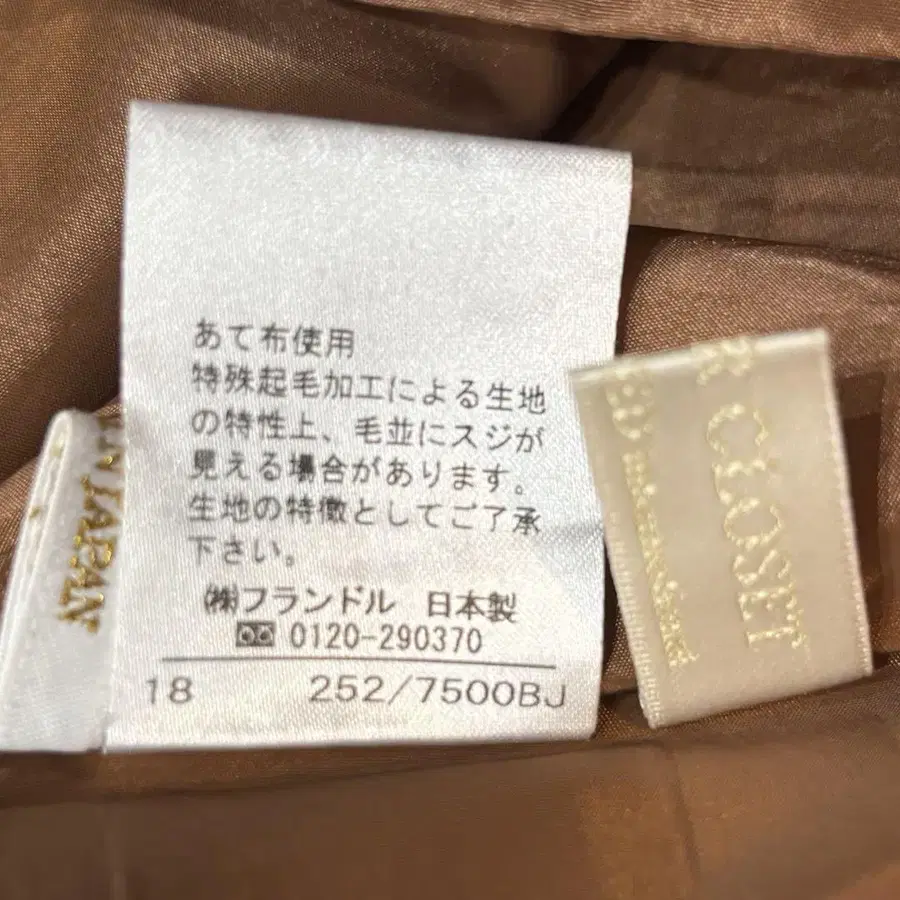 あて布使用
特殊起毛加工による生地
の特性上、毛並にスジが
見える場合があります。
生地の特徴としてご了承
下さい。
㈱フランドル 日本製
0120-290370
18 252/7500BJ
IN JAPAN
CLOSET